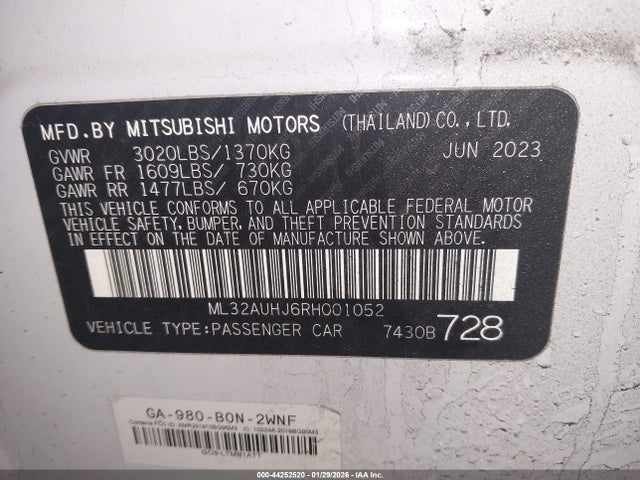 MFD.BY MITSUBISHI MOTORS (THAILAND)CO.,LTD.
GVWR 3020LBS/1370KG JUN 2023
GAWR FR 1609LBS/ 730KG
GAWR RR 1477LBS/ 670KG
THIS VEHICLE CONFORMS TO ALL APPLICABLE FEDERAL MOTOR
VEHICLE SAFETY, BUMPER, AND THEFT PREVENTION STANDARDS
IN EFFECT ON THE DATE OF MANUFACTURE SHOWN ABOVE.
ML32AUHJ6RH001052
VEHICLE TYPE:PASSENGER CAR 7430B 728
GA-980-B0N-2WNF
Contains FCC ID:
000-44252520 | 01/29/2026 - IAA Inc.